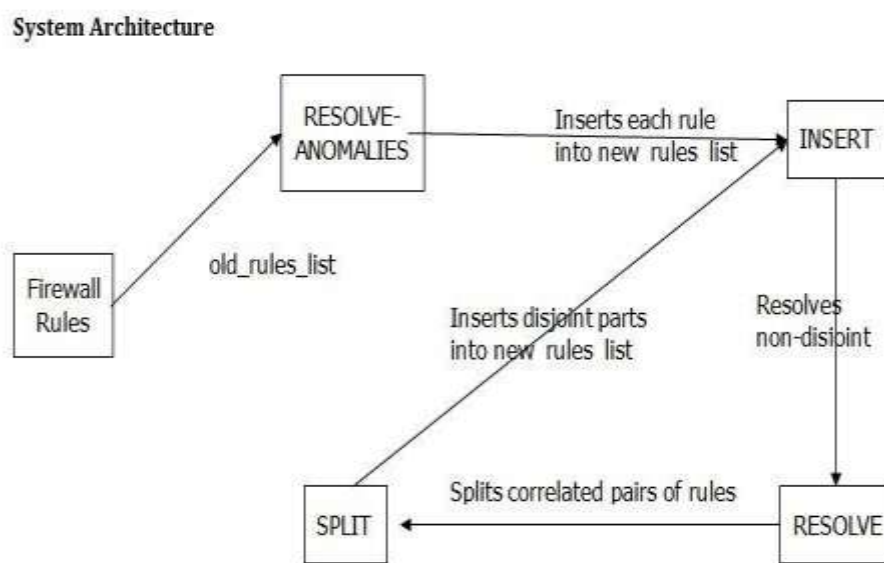 System Architecture
RESOLVE-
ANOMALIES
Inserts each rule
into new rules list
INSERT
old_rules_list
Firewall
Rules
Inserts disjoint parts
into new rules list
Resolves
non-disjoint
Splits correlated pairs of rules
SPLIT
RESOLVE